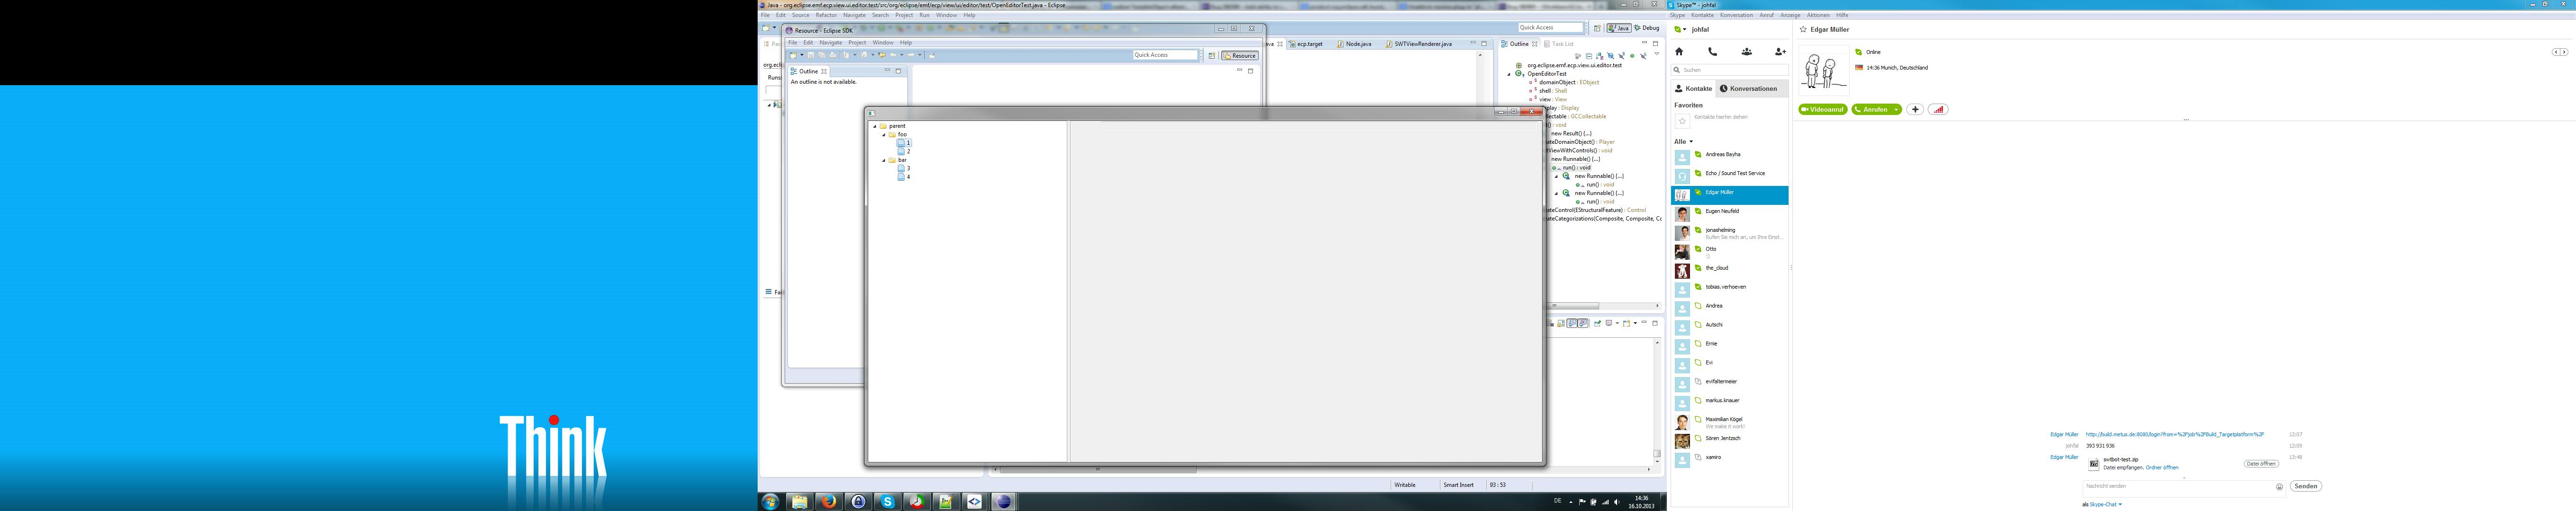 Think
Java - org.eclipse.emf.ecp.view.ui.editor.test/src/org/eclipse/emf/ecp/view/ui/editor/test/OpenEditorTest.java - Eclipse
File Edit Source Refactor Navigate Search Project Run Window Help
Quick Access
Java
Debug
Resource - Eclipse SDK
File Edit Navigate Project Window Help
Quick Access
Resource
Outline
An outline is not available.
ecp.target
Node.java
SWTViewRenderer.java
parent
foo
1
2
bar
3
4
Outline
Task List
org.eclipse.emf.ecp.view.ui.editor.test
OpenEditorTest
domainObject : EObject
shell : Shell
view : View
display : Display
ollectable : GCCollectable
() : void
new Result() {...}
ateDomainObject() : Player
tViewWithControls() : void
new Runnable() {...}
run() : void
new Runnable() {...}
run() : void
new Runnable() {...}
run() : void
ateControl(EStructuralFeature) : Control
ateCategorizations(Composite, Composite, Cc
Writable
Smart Insert
93 : 53
DE
14:36
16.10.2013
Skype™ - johfal
Skype Kontakte Konversation Anruf Anzeige Aktionen Hilfe
johfal
Suchen
Kontakte
Konversationen
Favoriten
Kontakte hierhin ziehen
Alle
Andreas Bayha
Echo / Sound Test Service
Edgar Müller
Eugen Neufeld
jonashelming
Rufen Sie mich an, um Ihre Einst...
Otto
:)
the_cloud
tobias.verhoeven
Andrea
Autschi
Ernie
Evi
evifaltermeier
markus.knauer
Maximilian Kögel
We make it work!
Sören Jentzsch
xamiro
Edgar Müller
Online
14:36 Munich, Deutschland
Videoanruf
Anrufen
Edgar Müller http://build.metus.de:8080/login?from=%2Fjob%2FBuild_Targetplatform%2F 12:07
johfal 393 931 936 12:09
Edgar Müller swtbot-test.zip 13:48
Datei empfangen. Ordner öffnen
Datei öffnen
Nachricht senden
Senden
als Skype-Chat